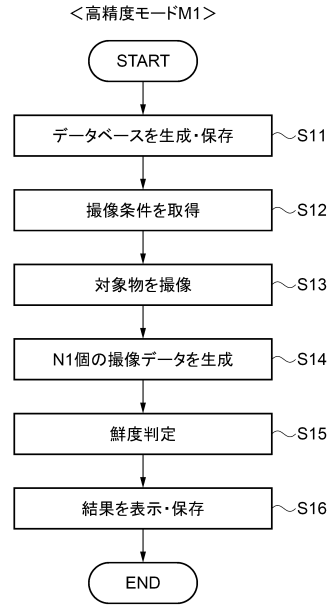 ＜高精度モードM1＞
START
データベースを生成・保存 S11
撮像条件を取得 S12
対象物を撮像 S13
N1個の撮像データを生成 S14
鮮度判定 S15
結果を表示・保存 S16
END